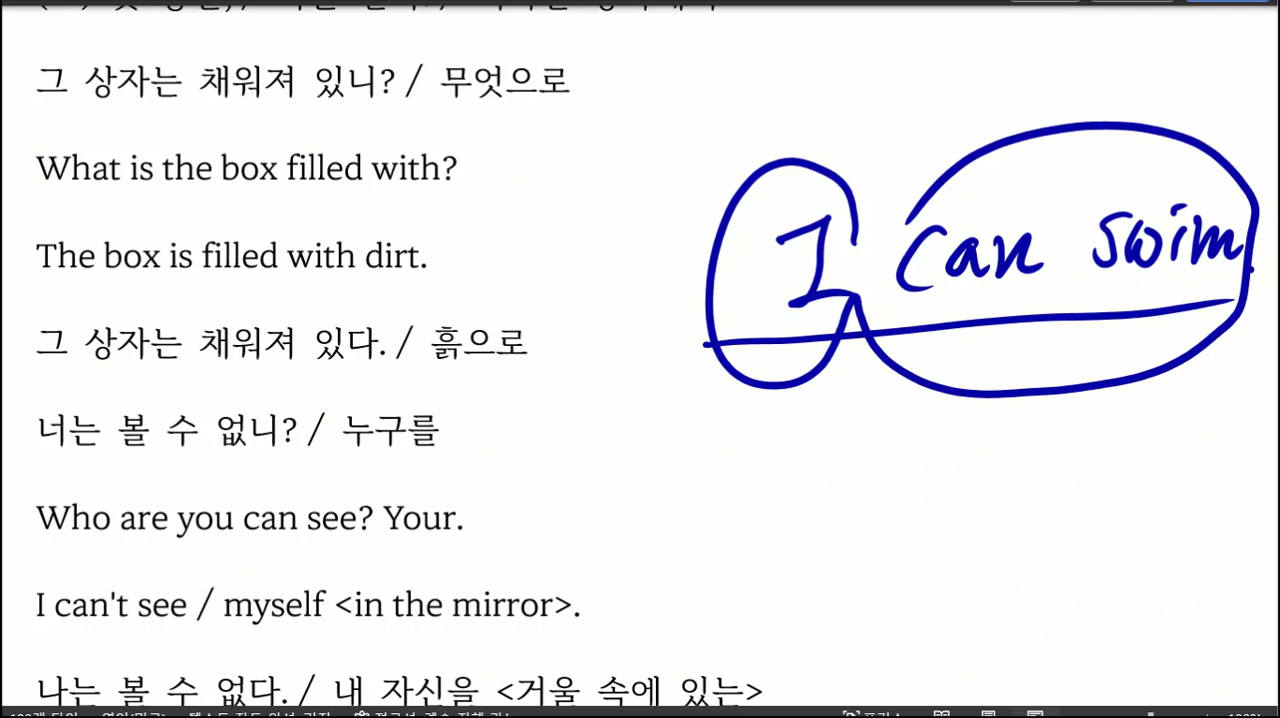 그 상자는 채워져 있니? / 무엇으로
What is the box filled with?
I can swim
The box is filled with dirt.
그 상자는 채워져 있다. / 흙으로
너는 볼 수 없니? / 누구를
Who are you can see? Your.
I can't see / myself <in the mirror>.
나는 볼 수 없다. / 내 자신을 <거울 속에 있는>